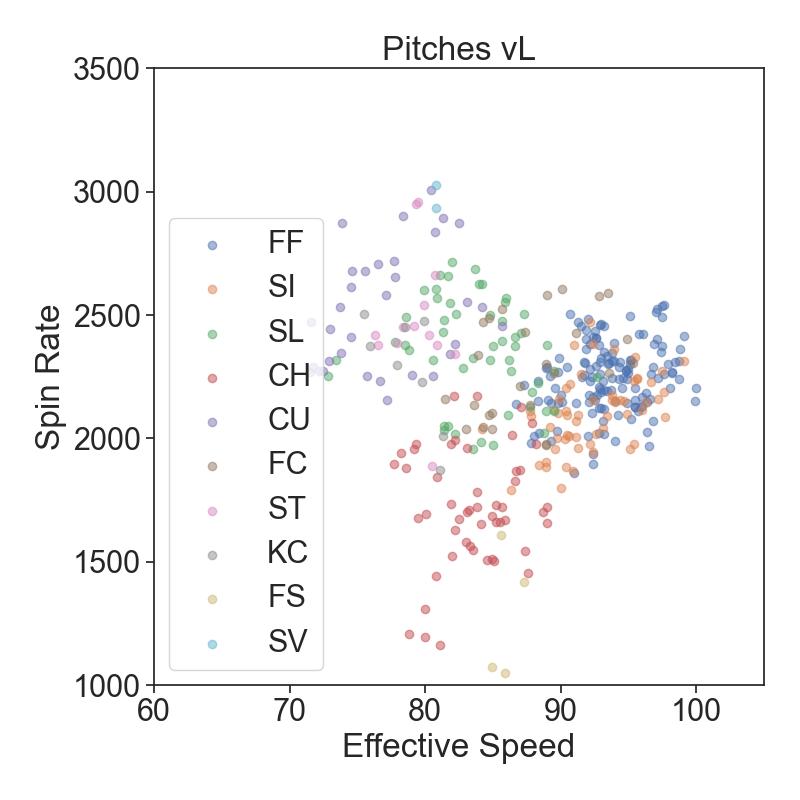 Pitches vL
3500
3000
2500
2000
1500
1000
Spin Rate
FF
SI
SL
CH
CU
FC
ST
KC
FS
SV
60
70
80
90
100
Effective Speed